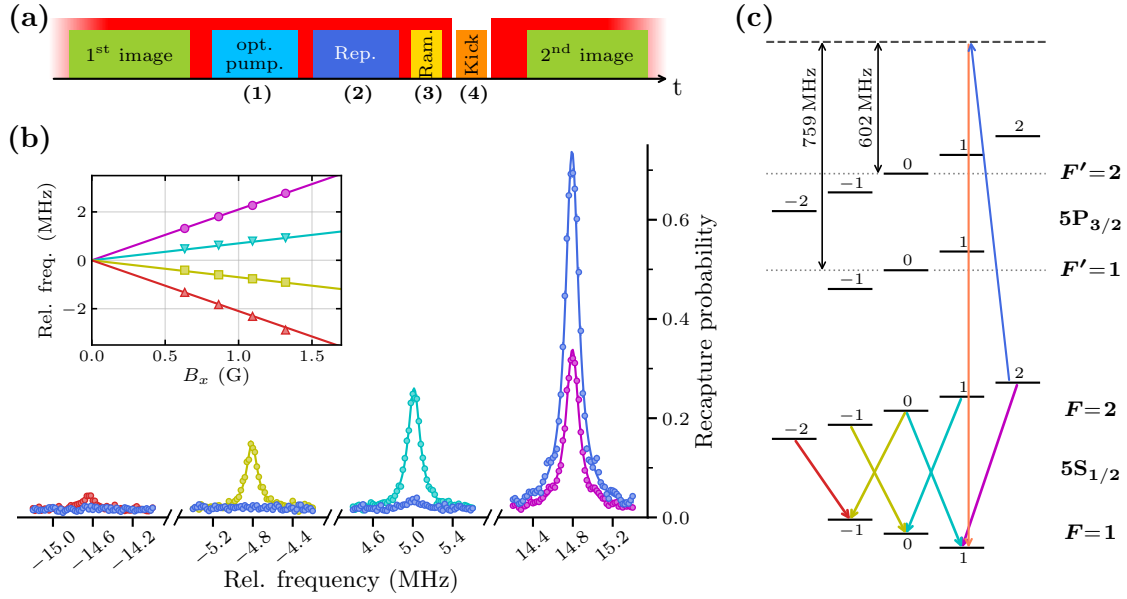 (a)
1st image
opt. pump.
Rep.
Ram.
Kick
2nd image
t
(1) (2) (3) (4)
(b)
Rel. freq. (MHz)
2
0
−2
0.0 0.5 1.0 1.5
Bx (G)
Recapture probability
0.6
0.4
0.2
0.0
−15.0 −14.6 −14.2 −5.2 −4.8 −4.4 4.6 5.0 5.4 14.4 14.8 15.2
Rel. frequency (MHz)
(c)
759 MHz
602 MHz
−2 −1 0 1 2
F′=2
5P3/2
−1 0 1
F′=1
−2 −1 0 1 2
F=2
5S1/2
−1 0 1
F=1